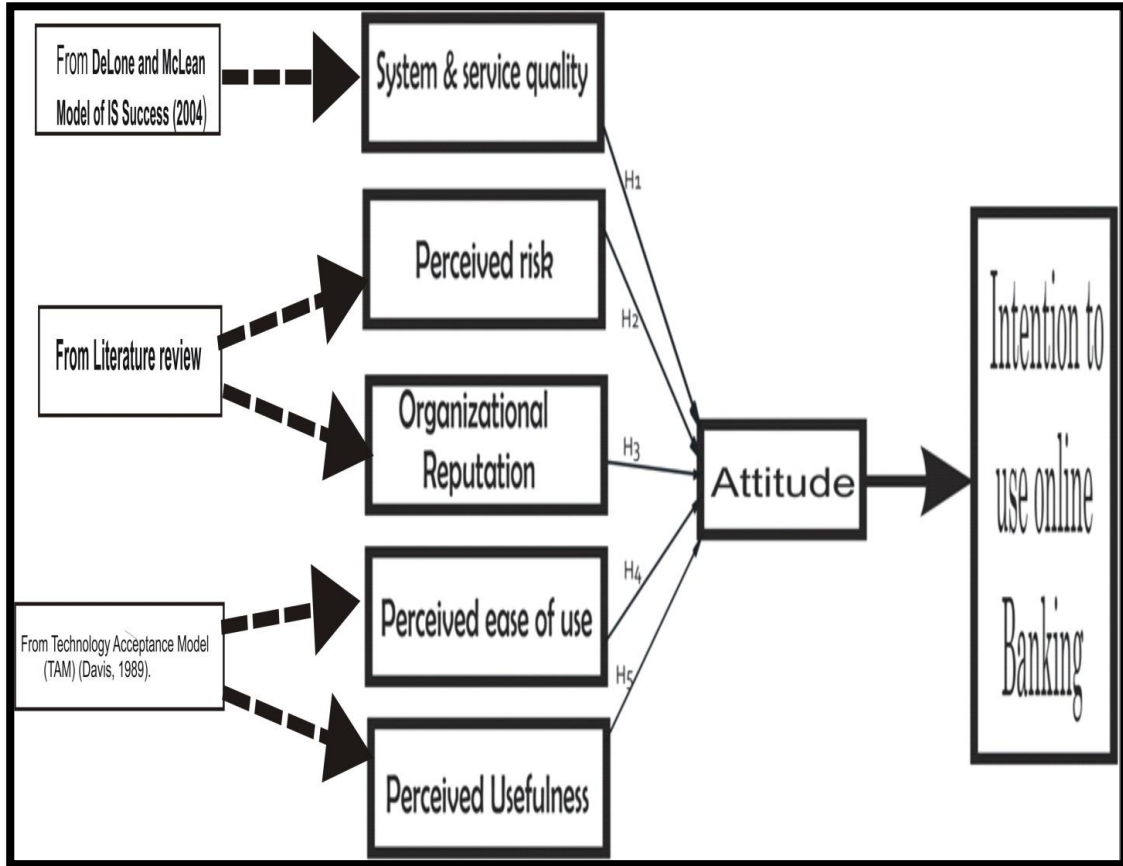 From DeLone and McLean
Model of IS Success (2004)
System & service quality
H1
Perceived risk
H2
From Literature review
Organizational
Reputation
H3
Attitude
Intention to
use online
Banking
From Technology Acceptance Model
(TAM) (Davis, 1989).
Perceived ease of use
H4
Perceived Usefulness
H5